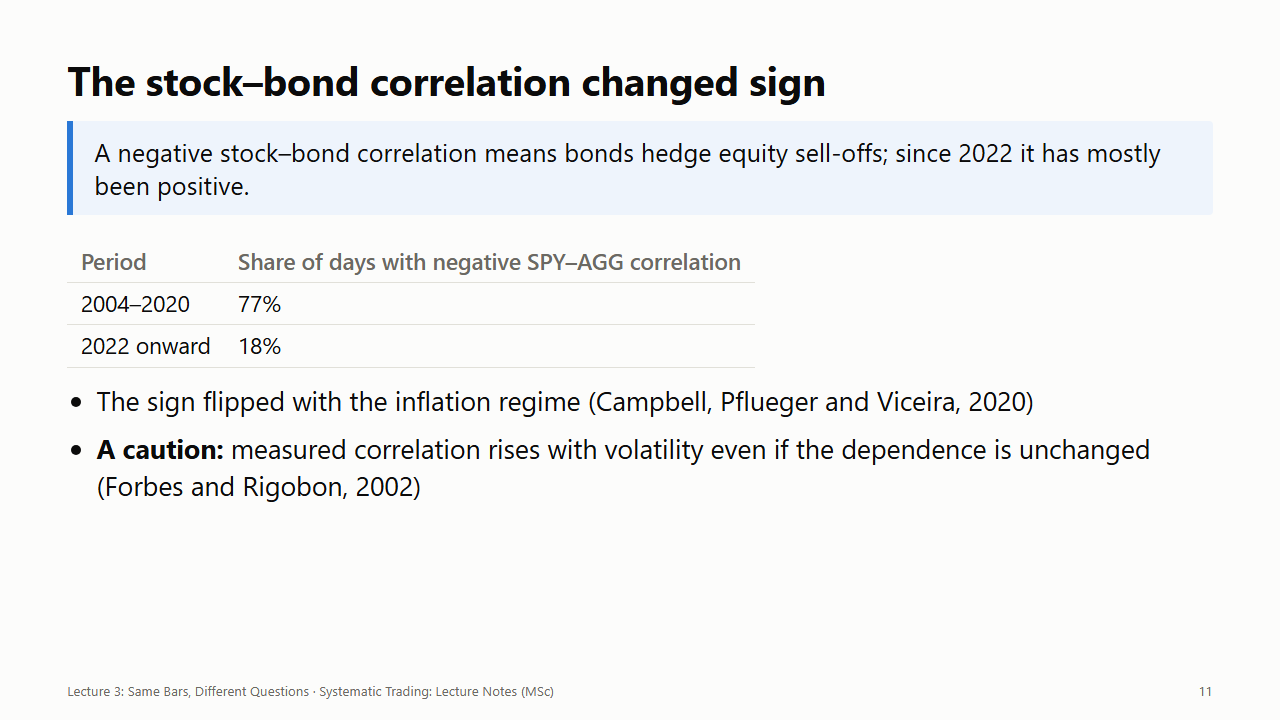 The stock–bond correlation changed sign
A negative stock–bond correlation means bonds hedge equity sell-offs; since 2022 it has mostly
been positive.
Period Share of days with negative SPY–AGG correlation
2004–2020 77%
2022 onward 18%
• The sign flipped with the inflation regime (Campbell, Pflueger and Viceira, 2020)
• A caution: measured correlation rises with volatility even if the dependence is unchanged
(Forbes and Rigobon, 2002)
Lecture 3: Same Bars, Different Questions · Systematic Trading: Lecture Notes (MSc) 11